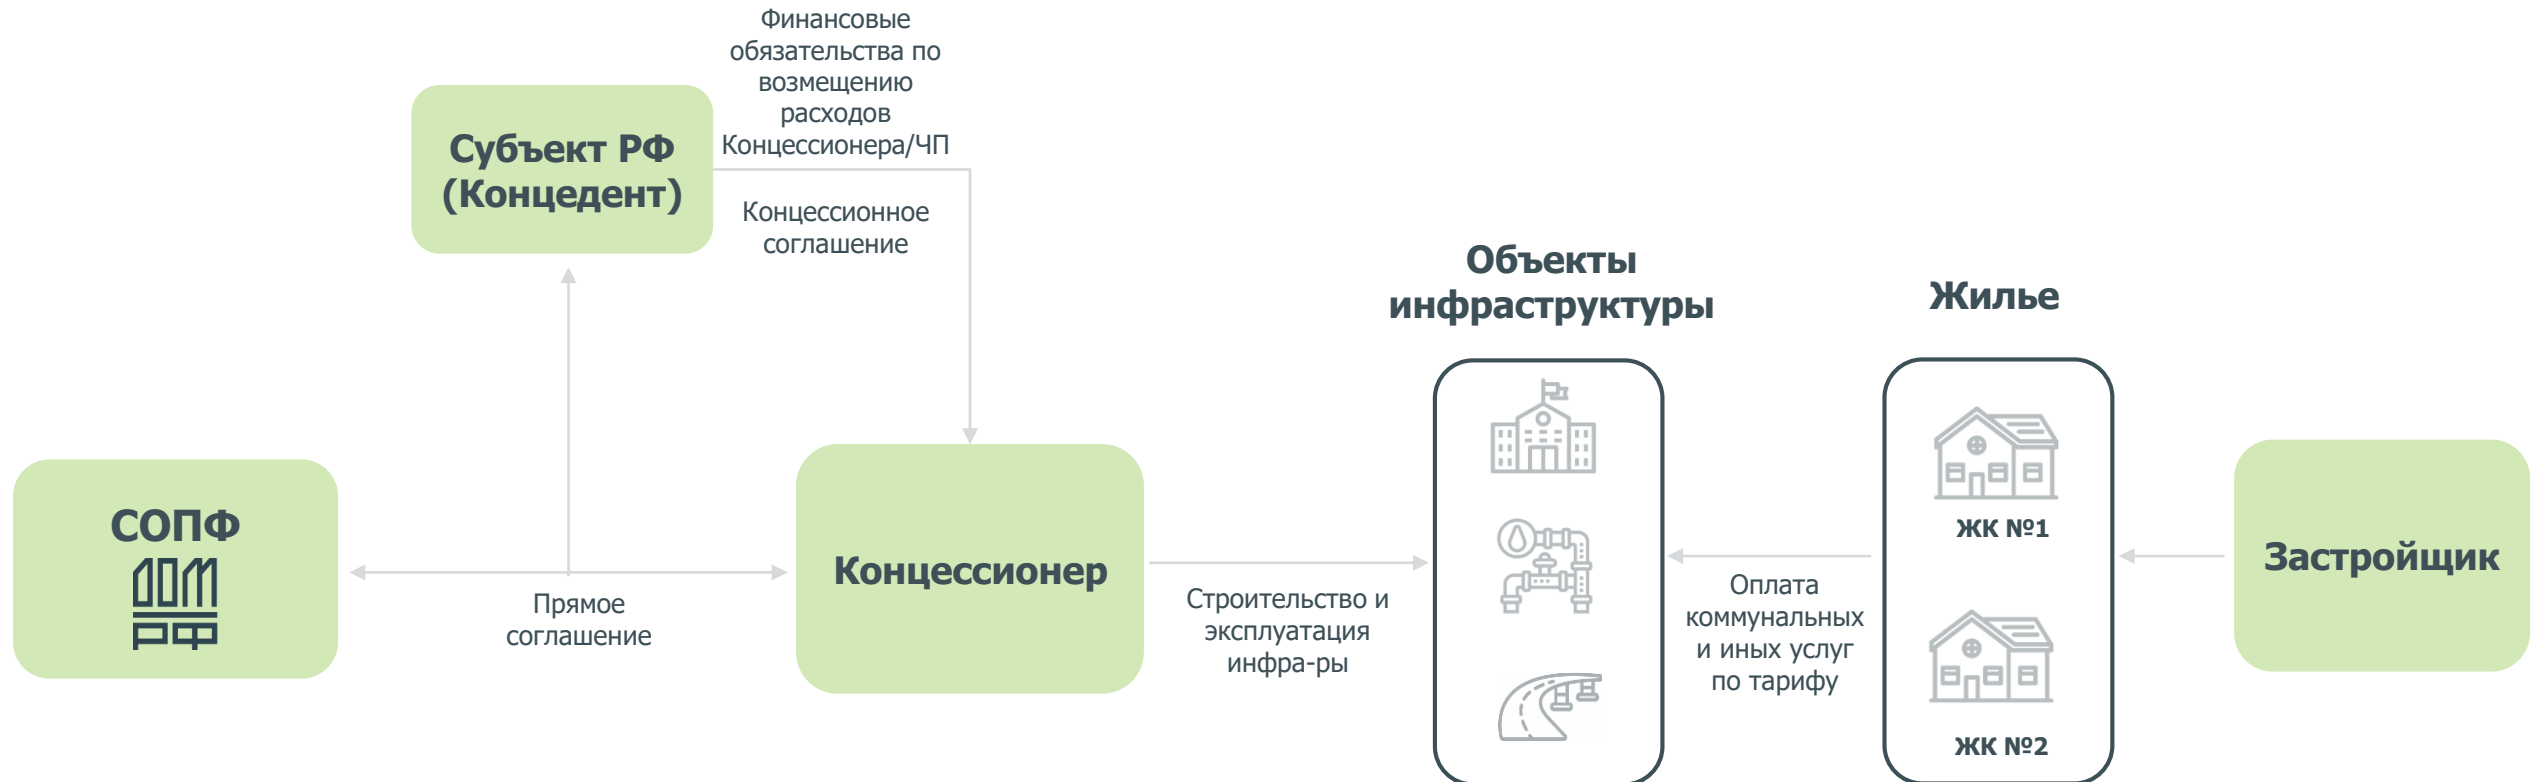 Финансовые
обязательства по
возмещению
расходов
Концессионера/ЧП
Субъект РФ
(Концедент)
Концессионное
соглашение
Объекты
инфраструктуры
Жилье
СОПФ
ДОМ
РФ
Прямое
соглашение
Концессионер
Строительство и
эксплуатация
инфра-ры
Оплата
коммунальных
и иных услуг
по тарифу
ЖК №1
ЖК №2
Застройщик